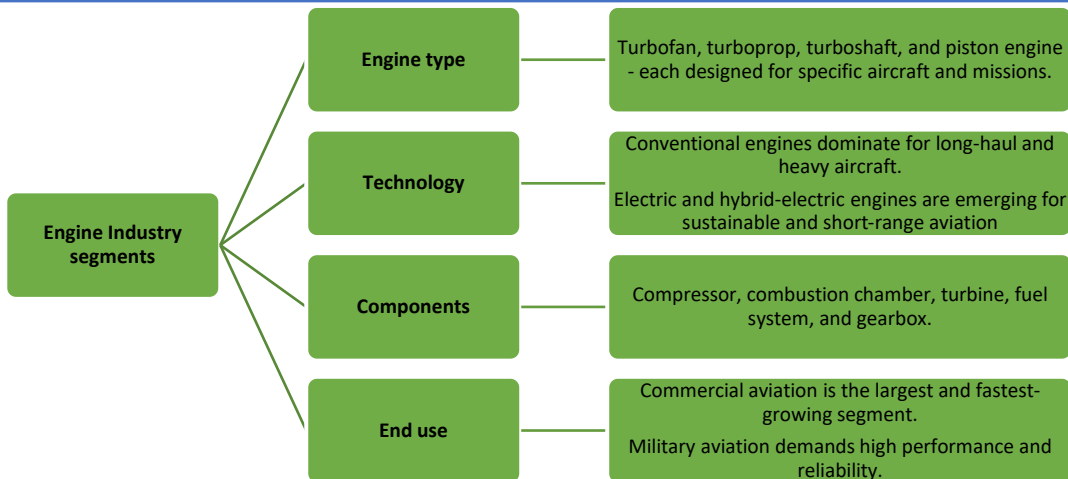 Engine Industry
segments
Engine type
Turbofan, turboprop, turboshaft, and piston engine
- each designed for specific aircraft and missions.
Technology
Conventional engines dominate for long-haul and
heavy aircraft.
Electric and hybrid-electric engines are emerging for
sustainable and short-range aviation
Components
Compressor, combustion chamber, turbine, fuel
system, and gearbox.
End use
Commercial aviation is the largest and fastest-
growing segment.
Military aviation demands high performance and
reliability.